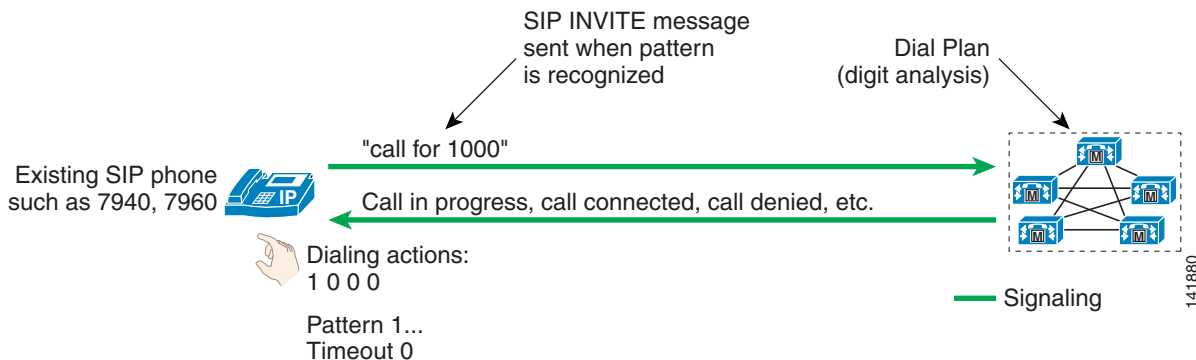 SIP INVITE message
sent when pattern
is recognized
Dial Plan
(digit analysis)
"call for 1000"
Existing SIP phone
such as 7940, 7960
IP
M
M
M
M
M
Call in progress, call connected, call denied, etc.
Dialing actions:
1 0 0 0
Pattern 1...
Timeout 0
Signaling
141880